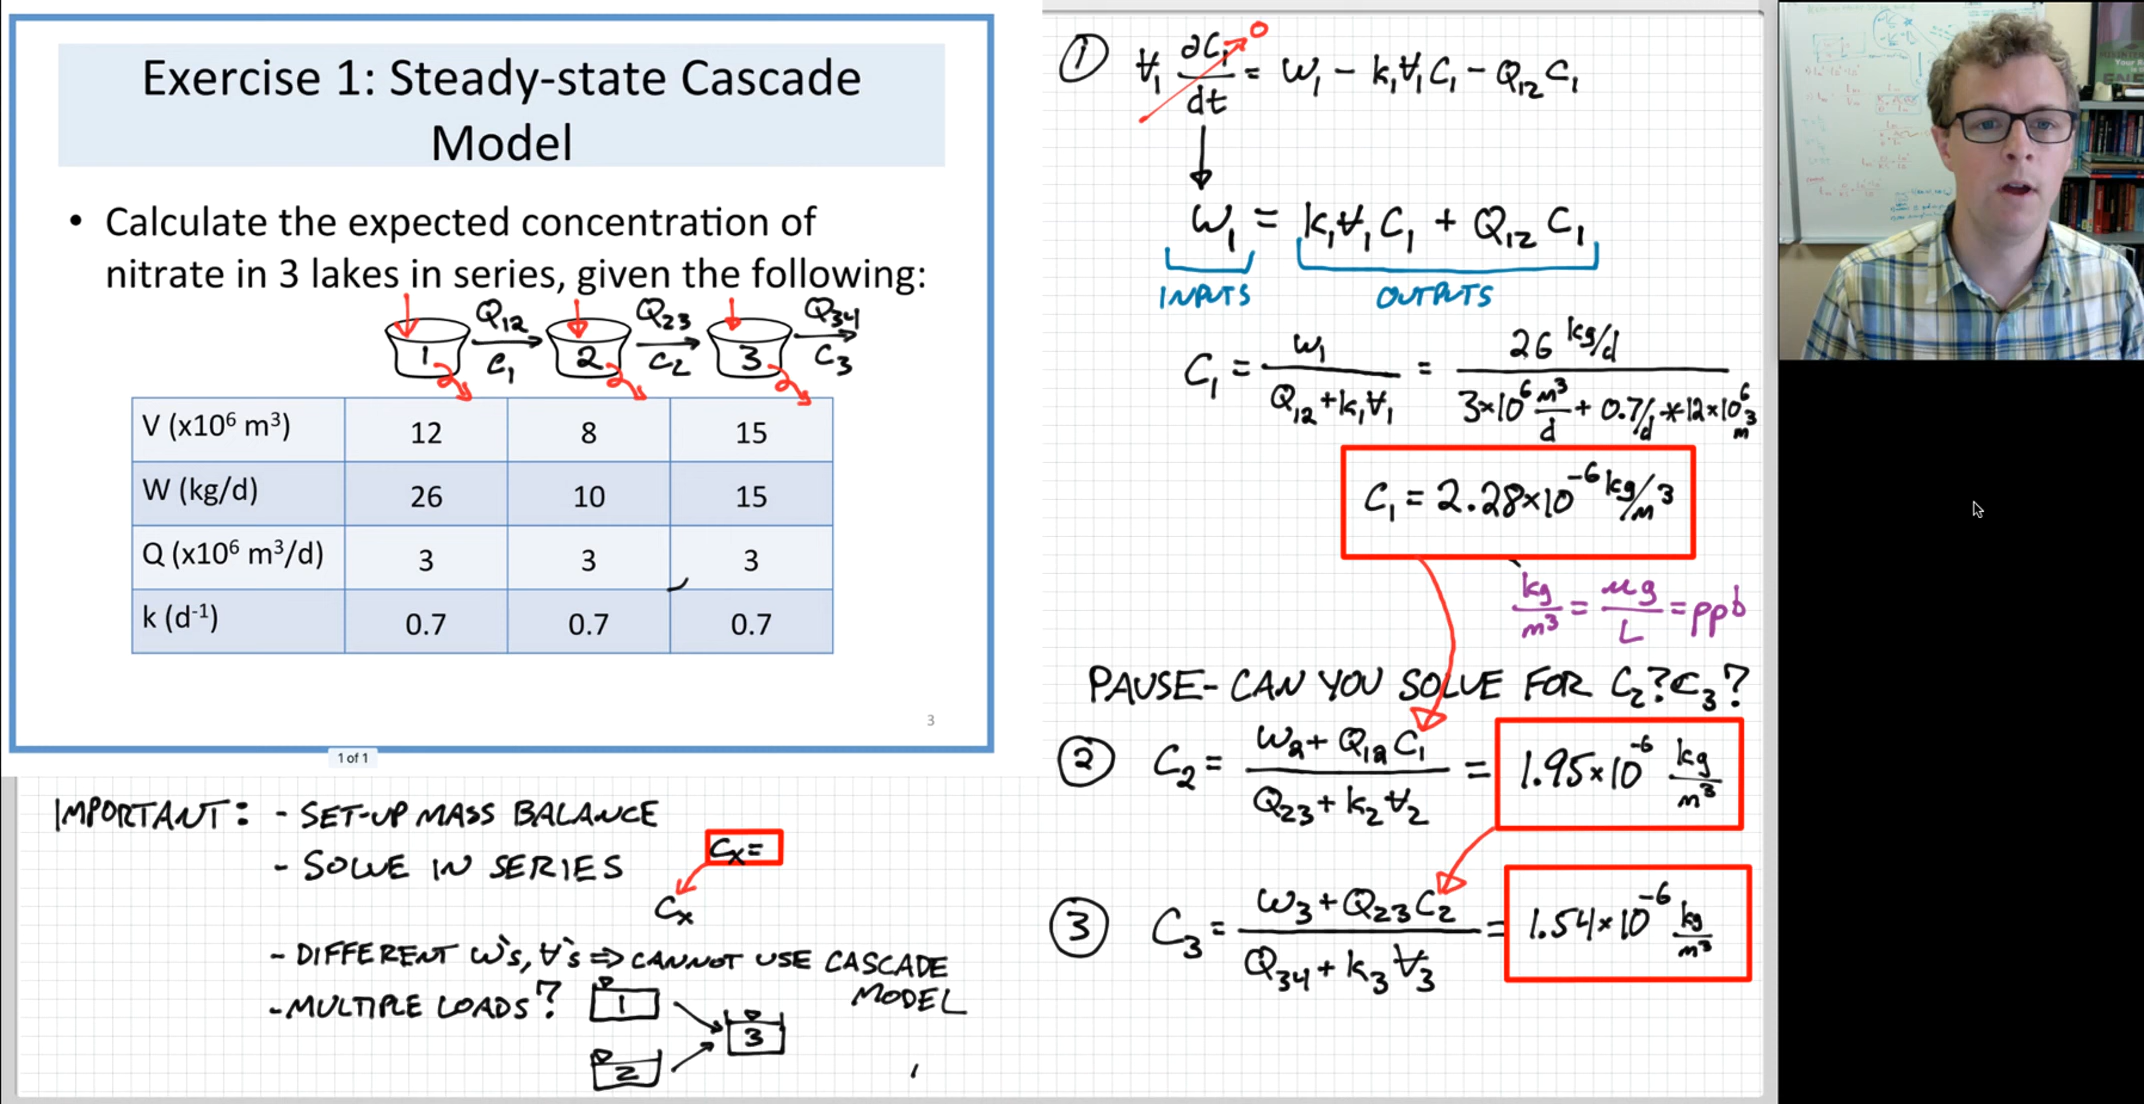 Exercise 1: Steady-state Cascade
Model
• Calculate the expected concentration of
nitrate in 3 lakes in series, given the following:
Q₁₂ Q₂₃ Q₃₄
1 2 3
C₁ C₂ C₃
V (x10⁶ m³) 12 8 15
W (kg/d) 26 10 15
Q (x10⁶ m³/d) 3 3 3
k (d⁻¹) 0.7 0.7 0.7
3
1 of 1
IMPORTANT: - SET-UP MASS BALANCE
- SOLVE IN SERIES
Cₓ=
Cₓ
- DIFFERENT W's, ∀'s ⇒ CANNOT USE CASCADE
MODEL
- MULTIPLE LOADS?
1
3
2
① ∀₁ ∂C₁/dt = W₁ - k₁∀₁C₁ - Q₁₂C₁
0
W₁ = k₁∀₁C₁ + Q₁₂C₁
INPUTS OUTPUTS
C₁ = W₁ / (Q₁₂+k₁∀₁) = 26 kg/d / (3×10⁶ m³/d + 0.7/d * 12×10⁶ m³)
C₁ = 2.28×10⁻⁶ kg/m³
kg/m³ = μg/L = ppb
PAUSE- CAN YOU SOLVE FOR C₂? C₃?
② C₂ = (W₂+Q₁₂C₁) / (Q₂₃+k₂∀₂) = 1.95×10⁻⁶ kg/m³
③ C₃ = (W₃+Q₂₃C₂) / (Q₃₄+k₃∀₃) = 1.54×10⁻⁶ kg/m³